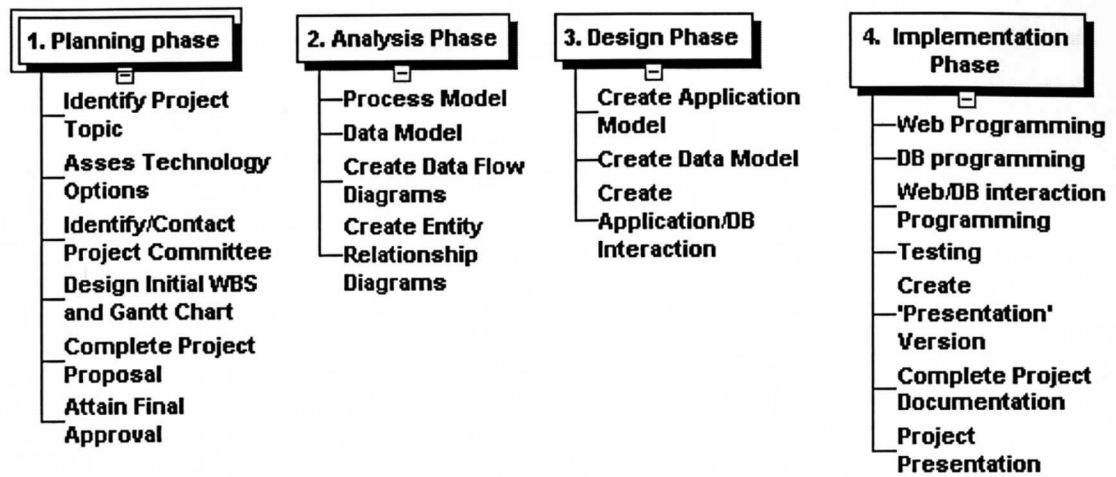 1. Planning phase
Identify Project
Topic
Asses Technology
Options
Identify/Contact
Project Committee
Design Initial WBS
and Gantt Chart
Complete Project
Proposal
Attain Final
Approval
2. Analysis Phase
Process Model
Data Model
Create Data Flow
Diagrams
Create Entity
Relationship
Diagrams
3. Design Phase
Create Application
Model
Create Data Model
Create
Application/DB
Interaction
4. Implementation
Phase
Web Programming
DB programming
Web/DB interaction
Programming
Testing
Create
'Presentation'
Version
Complete Project
Documentation
Project
Presentation